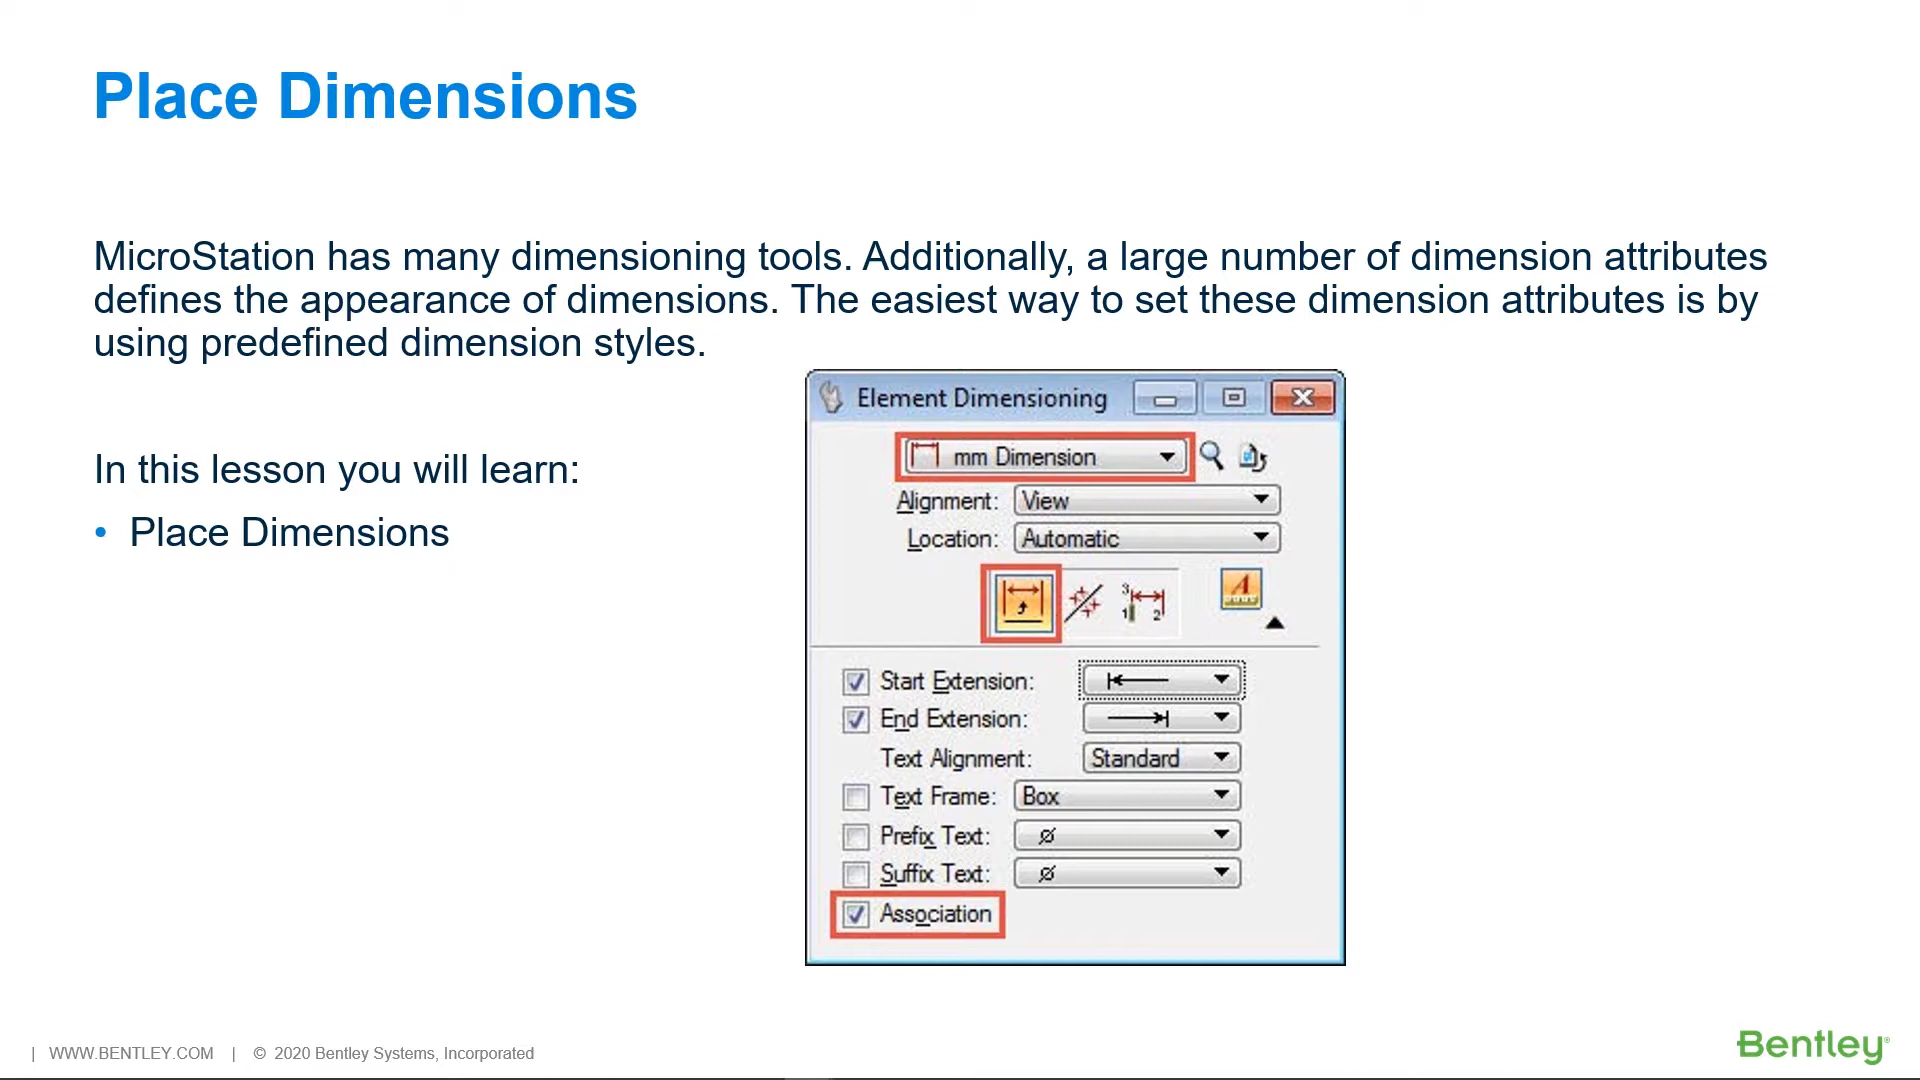 Place Dimensions
MicroStation has many dimensioning tools. Additionally, a large number of dimension attributes
defines the appearance of dimensions. The easiest way to set these dimension attributes is by
using predefined dimension styles.
In this lesson you will learn:
• Place Dimensions
Element Dimensioning
mm Dimension
Alignment: View
Location: Automatic
3 1 2
A
Start Extension:
End Extension:
Text Alignment: Standard
Text Frame: Box
Prefix Text: ⌀
Suffix Text: ⌀
Association
| WWW.BENTLEY.COM | © 2020 Bentley Systems, Incorporated
Bentley®